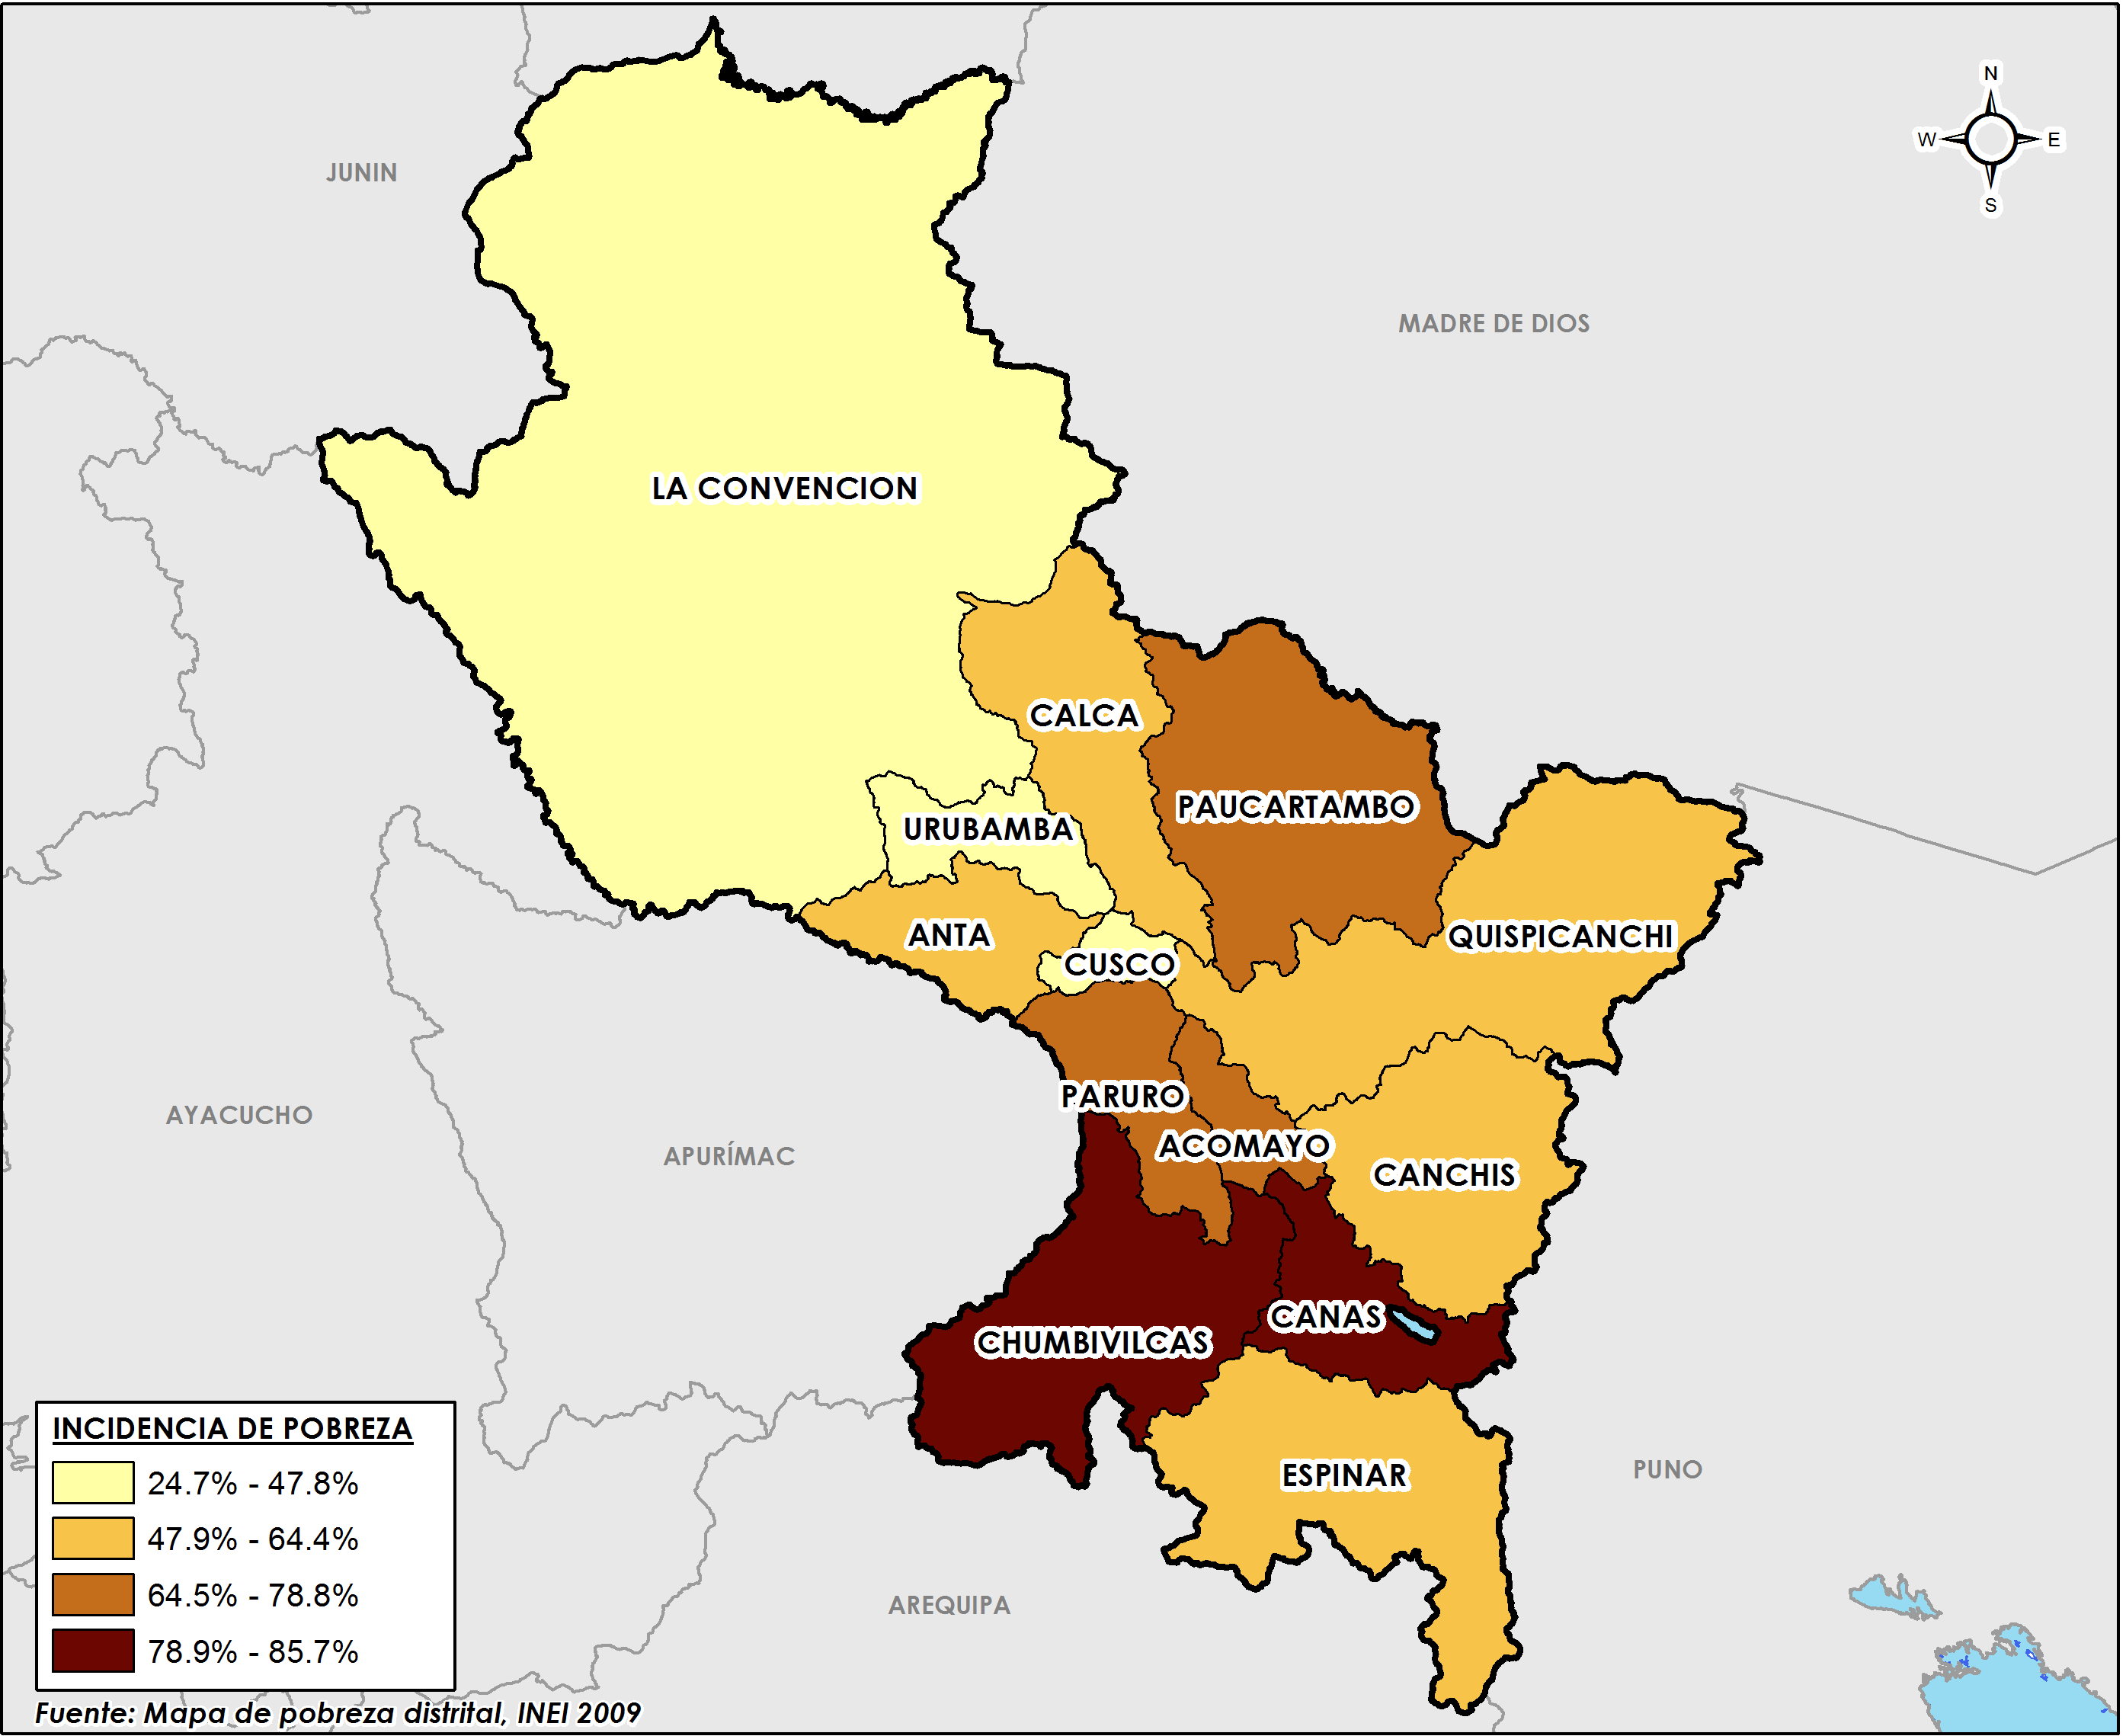 N
W E
S
JUNIN
MADRE DE DIOS
LA CONVENCION
CALCA
PAUCARTAMBO
URUBAMBA
ANTA
QUISPICANCHI
CUSCO
PARURO
AYACUCHO
ACOMAYO
APURÍMAC
CANCHIS
CANAS
CHUMBIVILCAS
ESPINAR
PUNO
AREQUIPA
INCIDENCIA DE POBREZA
24.7% - 47.8%
47.9% - 64.4%
64.5% - 78.8%
78.9% - 85.7%
Fuente: Mapa de pobreza distrital, INEI 2009